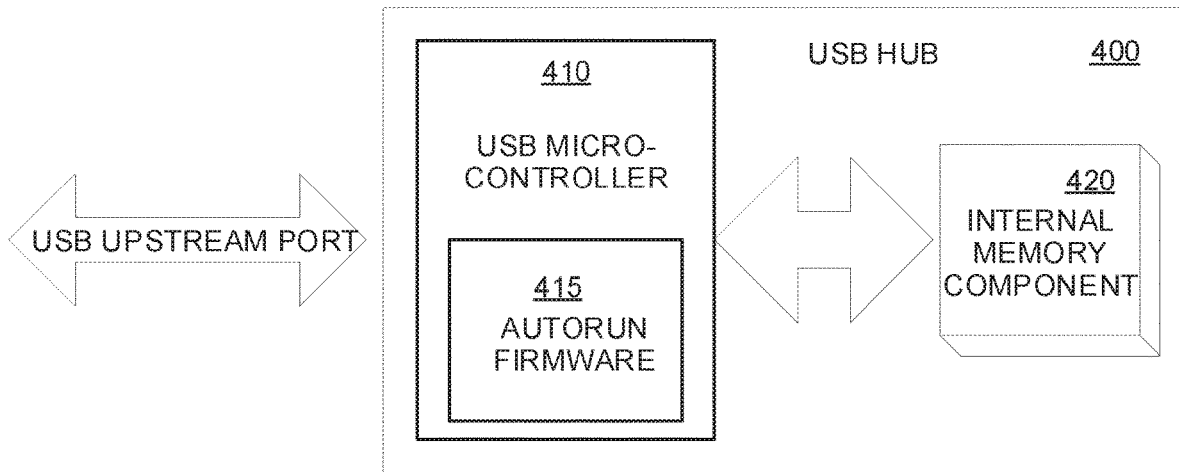 USB HUB 400
410
USB MICRO-
CONTROLLER
USB UPSTREAM PORT
415
AUTORUN
FIRMWARE
420
INTERNAL
MEMORY
COMPONENT